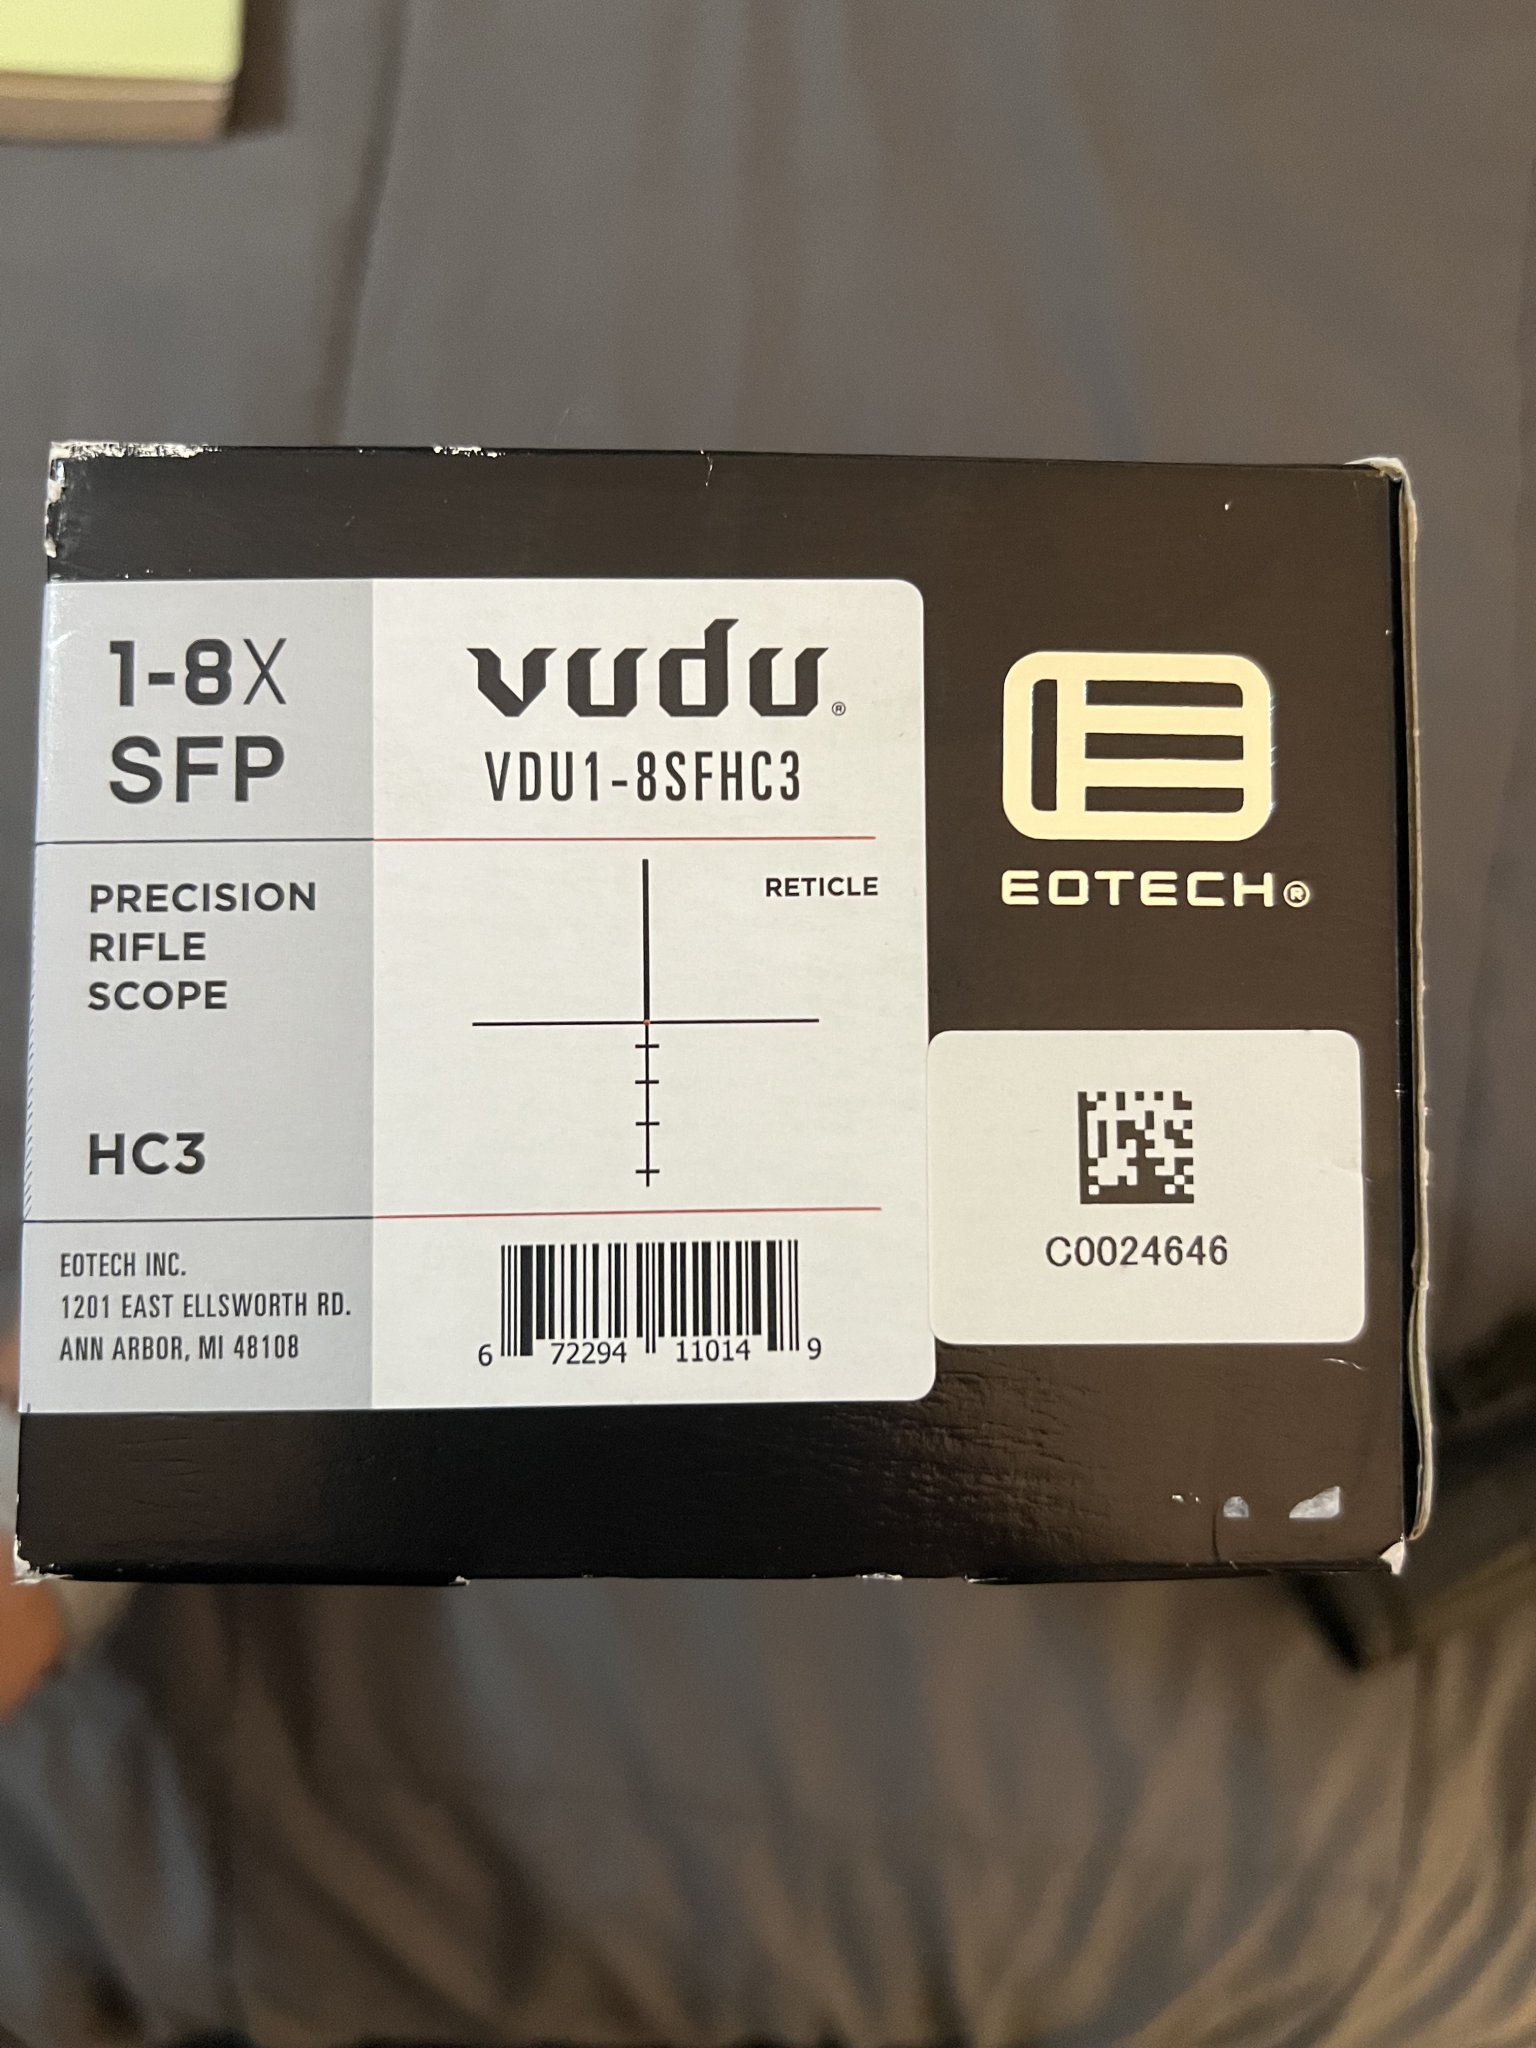 1-8X
SFP
PRECISION
RIFLE
SCOPE
HC3
EOTECH INC.
1201 EAST ELLSWORTH RD.
ANN ARBOR, MI 48108
vudu®
VDU1-8SFHC3
RETICLE
6 72294 11014 9
EOTECH®
C0024646